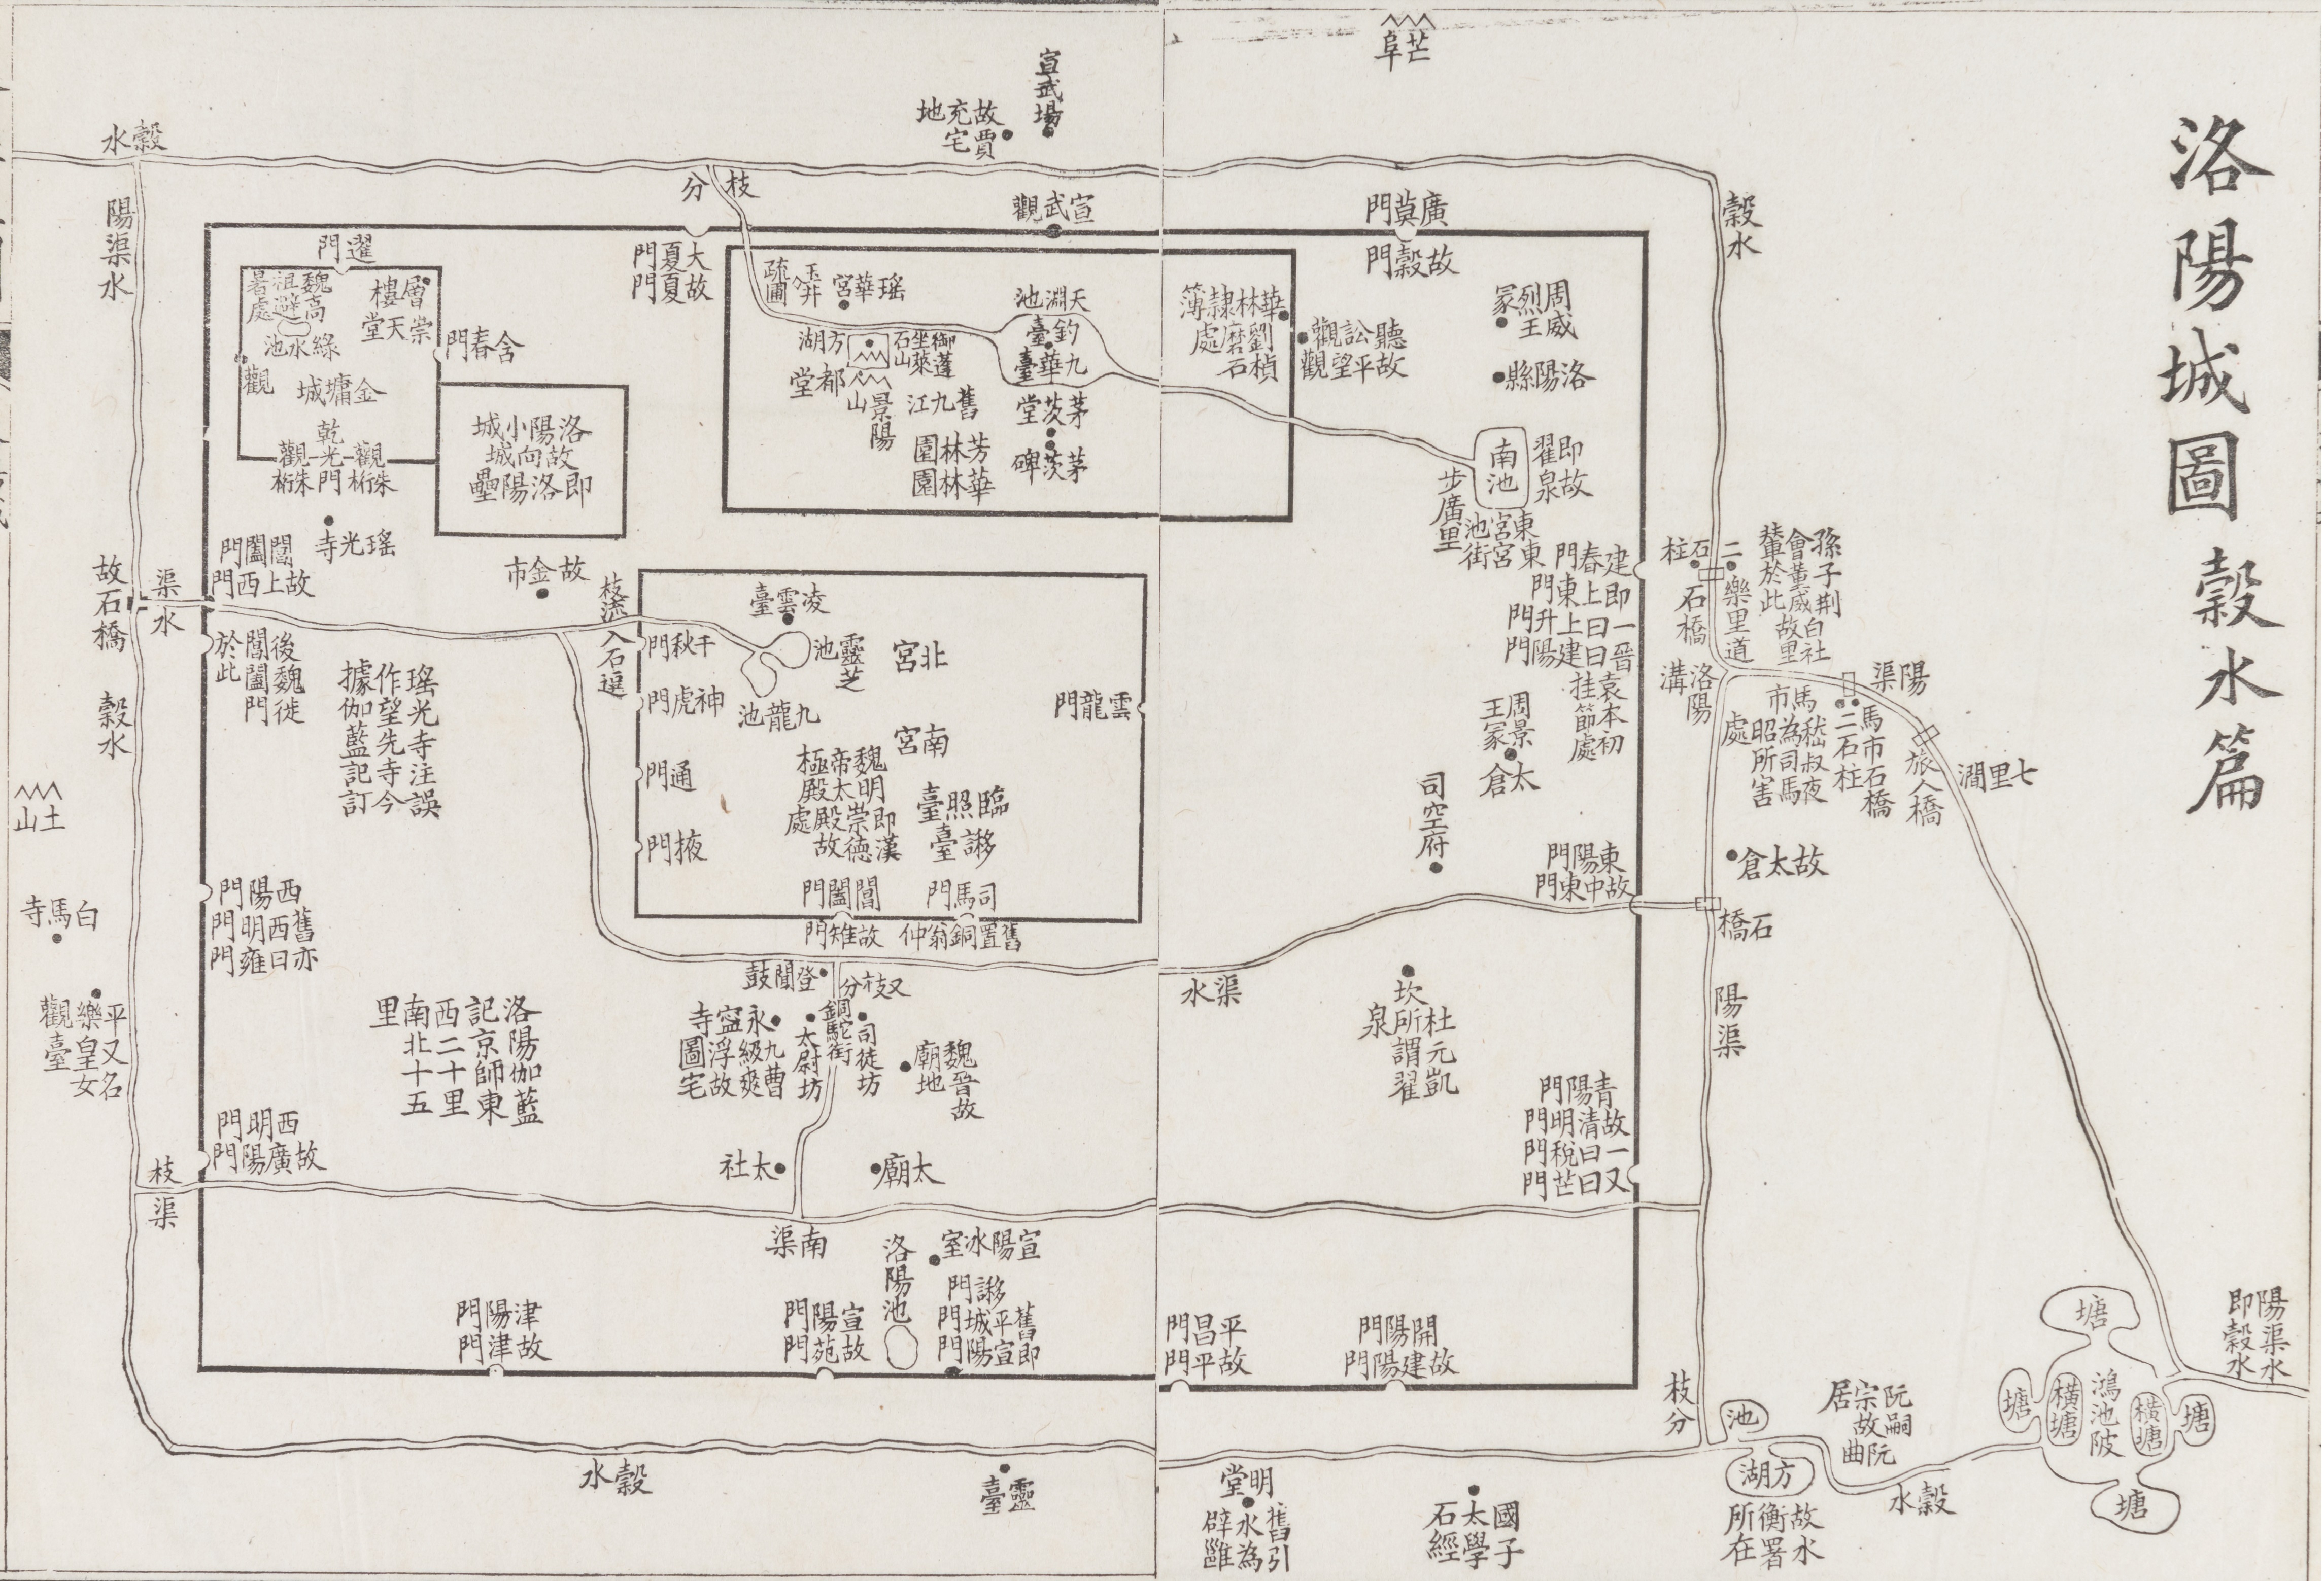 洛陽城圖 穀水篇
芒阜
宣武場
故賈充宅地
穀水
陽渠水
枝分
宣武觀
廣莫門
故穀門
穀水
大夏門
故夏門
邏門
魏高祖避暑處
綠水池
層樓
崇天堂
含春門
觀
金墉城
乾光門
觀
觀
朱桁
朱桁
洛陽小城
故向城
即洛陽壘
瑤光寺
閶闔門
故上西門
故金市
疏圃
玉井
瑤華宮
天淵池
釣臺
九華臺
方湖
御坐石
蓬萊山
都堂
景陽山
舊九江
茅茨堂
茅茨碑
芳林園
華林園
華林隸簿
劉楨磨石處
聽訟觀
故平望觀
周威烈王冢
洛陽縣
南池
即故翟泉
步廣里
東宮池
東宮街
建春門
即上東門
一曰上升門
晉曰建陽門
袁本初挂節處
二石柱
石橋
樂里道
孫子荆會董威輦於此
白社故里
洛陽溝
陽渠
馬市
嵇叔夜為司馬昭所害處
馬市石橋
二石柱
旅人橋
七里澗
周景王冢
太倉
司空府
東陽門
故中東門
故太倉
石橋
陽渠
故石橋
渠水
穀水
後魏徙閶闔門於此
瑤光寺注誤
作望先寺今
據伽藍記訂
枝流入石逗
千秋門
神虎門
通門
掖門
凌雲臺
靈芝池
九龍池
北宮
南宮
雲龍門
魏明帝太極殿
即漢崇德殿故處
臨照臺
謻臺
閶闔門
司馬門
故雉門
舊置銅翁仲
土山
白馬寺
平樂觀
又名皇女臺
西陽門
舊西明門
亦曰雍門
洛陽伽藍
記京師東
西二十里
南北十五
里
西明門
故廣陽門
枝渠
登聞鼓
又枝分
銅駝街
永寧寺
九級浮圖
曹爽故宅
太尉坊
司徒坊
魏晉故廟地
太社
太廟
渠水
坎
杜元凱所謂翟泉
青陽門
故清明門
一曰稅門
又曰芒門
南渠
洛陽池
宣陽冰室
謻門
舊平城門
即宣陽門
津陽門
故津門
宣陽門
故苑門
平昌門
故平門
開陽門
故建陽門
枝分
穀水
靈臺
明堂
舊引水為辟雝
國子太學石經
池
方湖
故水衡署所在
阮嗣宗故居
阮曲
穀水
塘
塘
橫塘
鴻池陂
橫塘
塘
塘
陽渠水即穀水